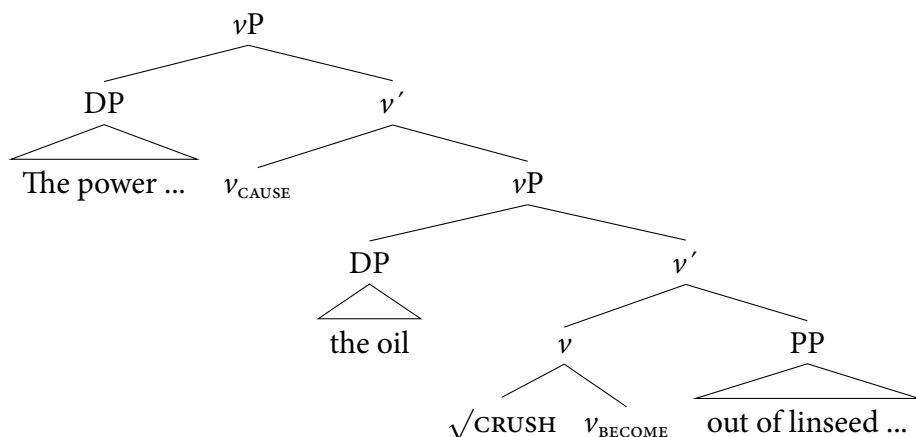 vP
DP v′
The power ... vCAUSE vP
DP v′
the oil v PP
√CRUSH vBECOME out of linseed ...